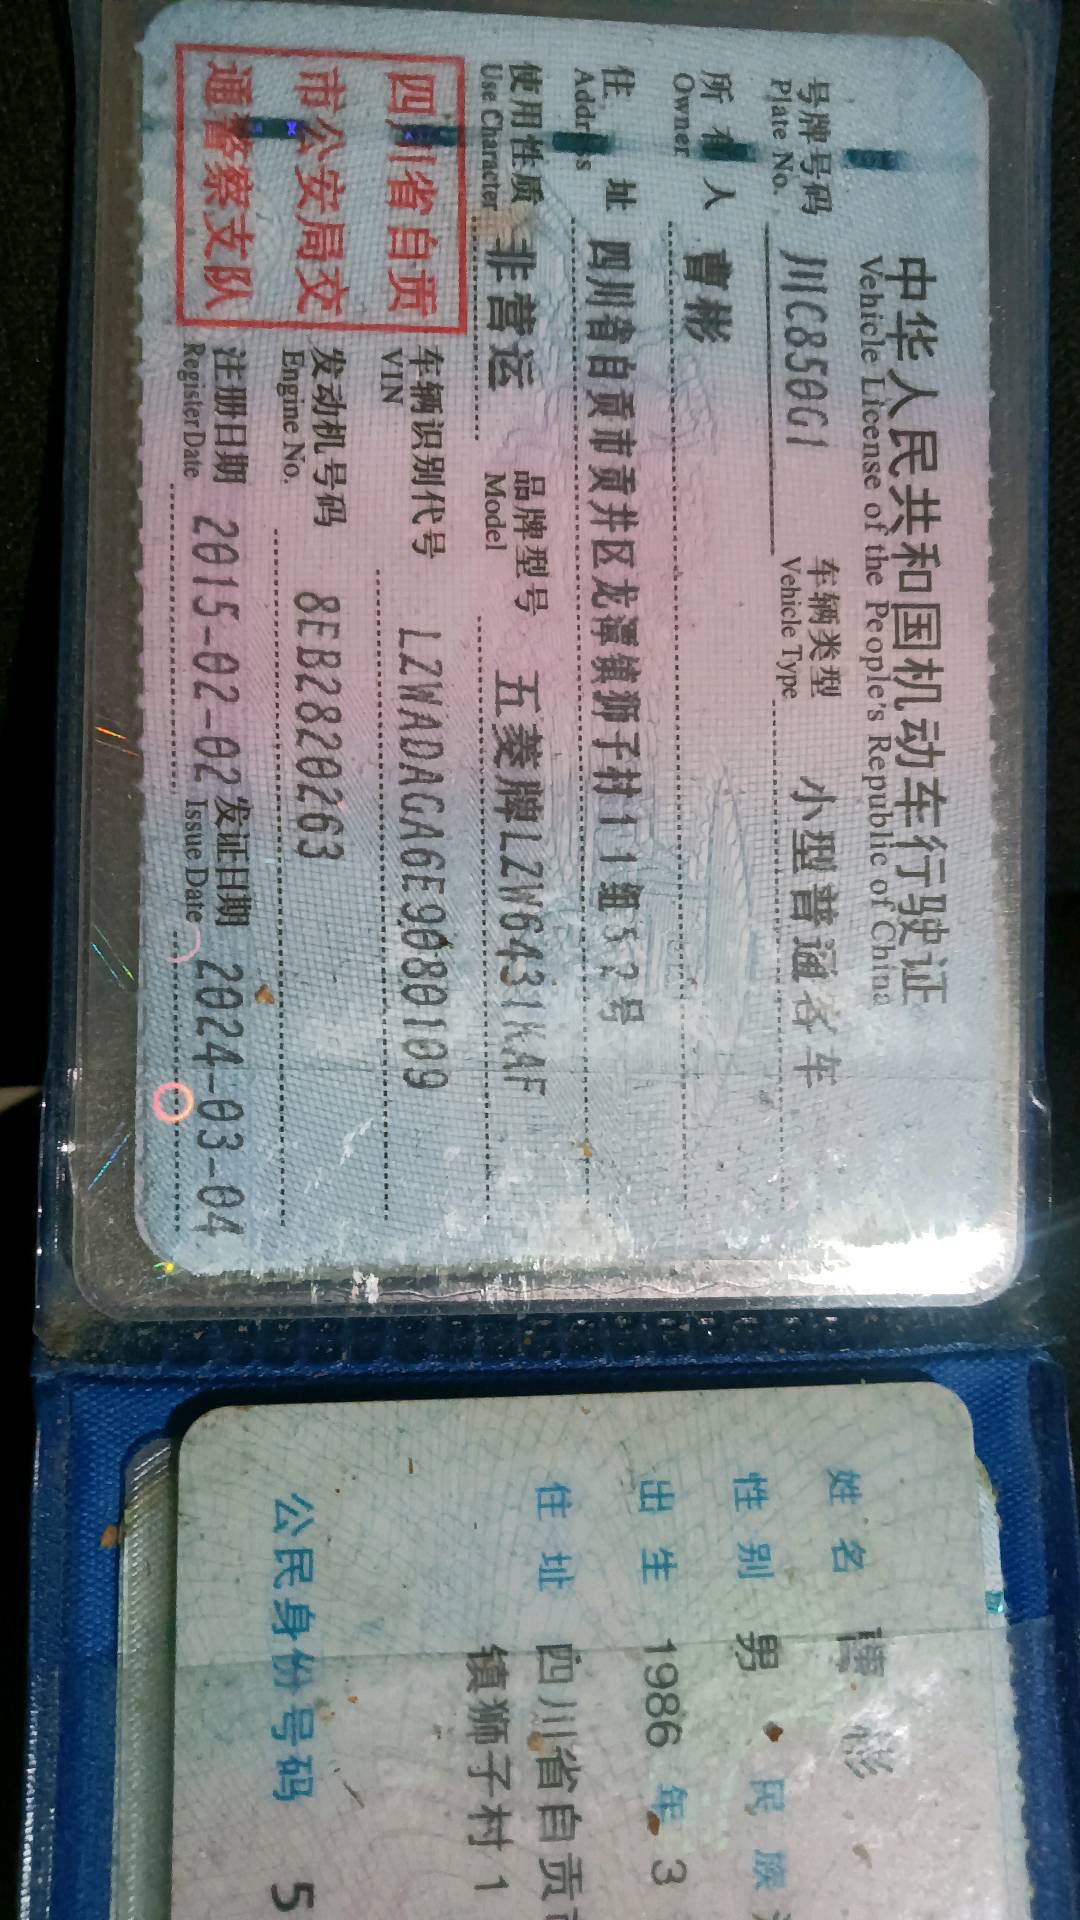 中华人民共和国机动车行驶证
Vehicle License of the People's Republic of China
号牌号码 川C850G1 车辆类型 小型普通客车
Plate No. Vehicle Type
所有人 曹彬
Owner
住址 四川省自贡市贡井区龙潭镇狮子村11组52号
Address
使用性质 非营运 品牌型号 五菱牌LZW6431KAF
Use Character Model
四川省自贡
市公安局交
通警察支队
车辆识别代号 LZWADAGA6E9080109
VIN
发动机号码 8EB2820263
Engine No.
注册日期 2015-02-02 发证日期 2024-03-04
Register Date Issue Date
姓名 彬
性别 男 民族
出生 1986 年 3
住址 四川省自贡
镇狮子村 1
公民身份号码 5